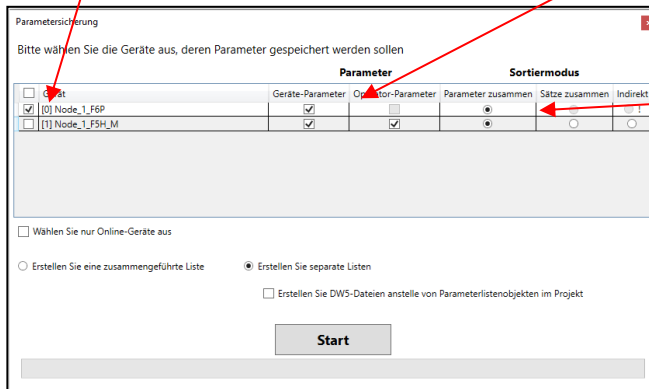 Parametersicherung
Bitte wählen Sie die Geräte aus, deren Parameter gespeichert werden sollen
Parameter Sortiermodus
Gerät Geräte-Parameter Operator-Parameter Parameter zusammen Sätze zusammen Indirekt
[0] Node_1_F6P !
[1] Node_1_F5H_M
Wählen Sie nur Online-Geräte aus
Erstellen Sie eine zusammengeführte Liste Erstellen Sie separate Listen
Erstellen Sie DW5-Dateien anstelle von Parameterlistenobjekten im Projekt
Start